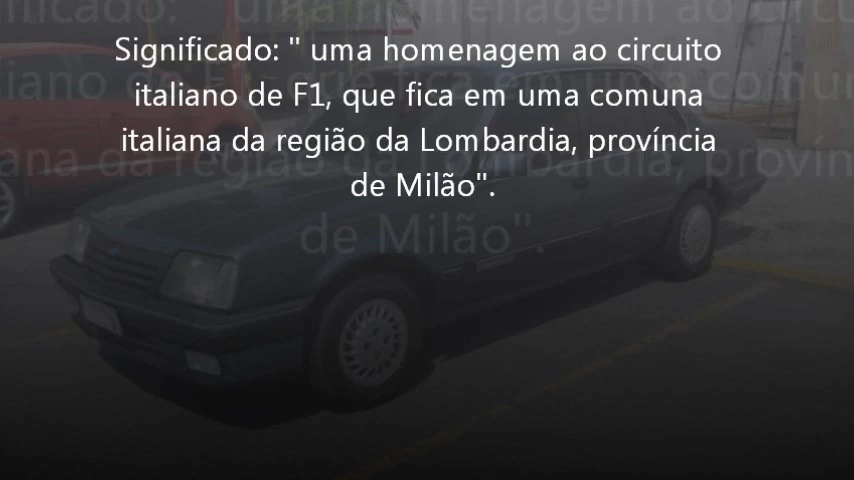 Significado: " uma homenagem ao circuito
italiano de F1, que fica em uma comuna
italiana da região da Lombardia, província
de Milão".